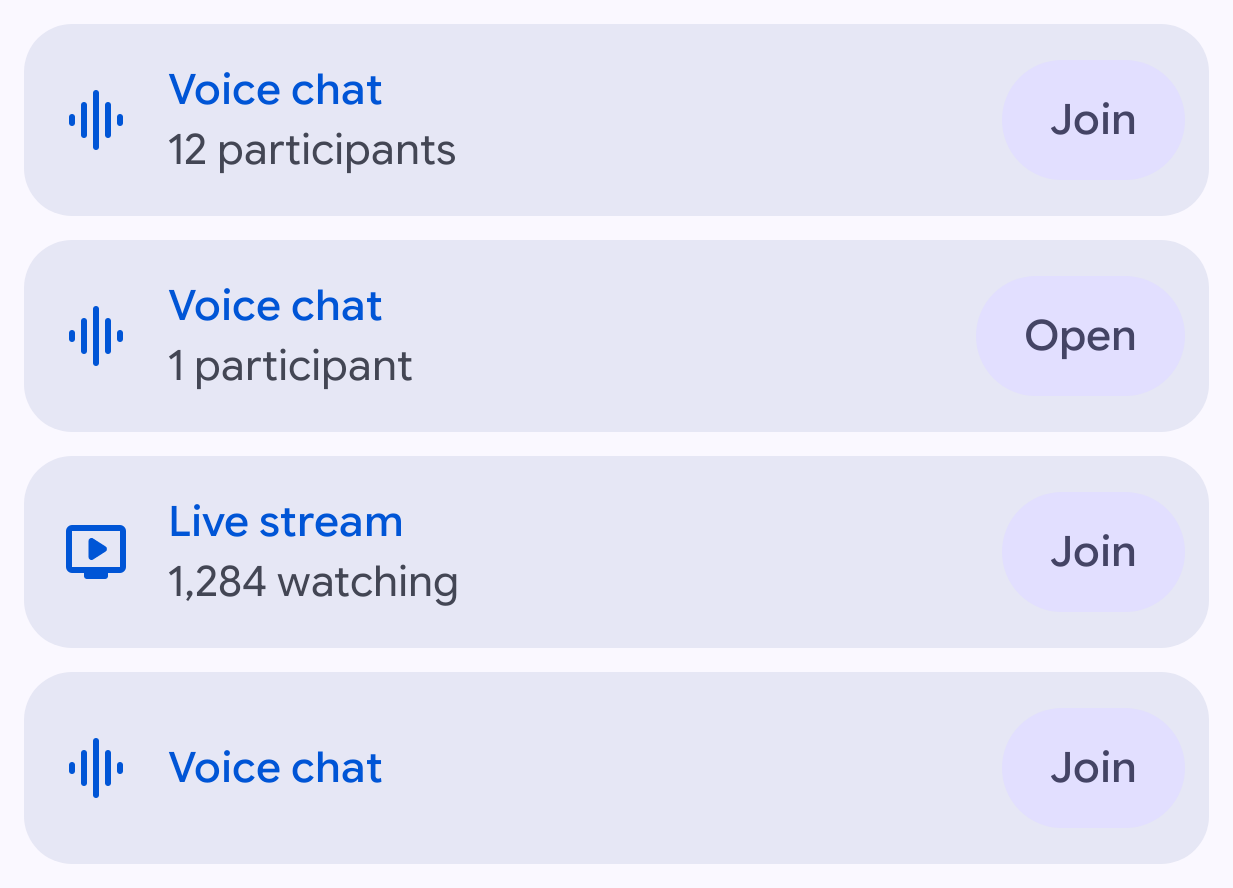 Voice chat
12 participants
Join
Voice chat
1 participant
Open
Live stream
1,284 watching
Join
Voice chat
Join